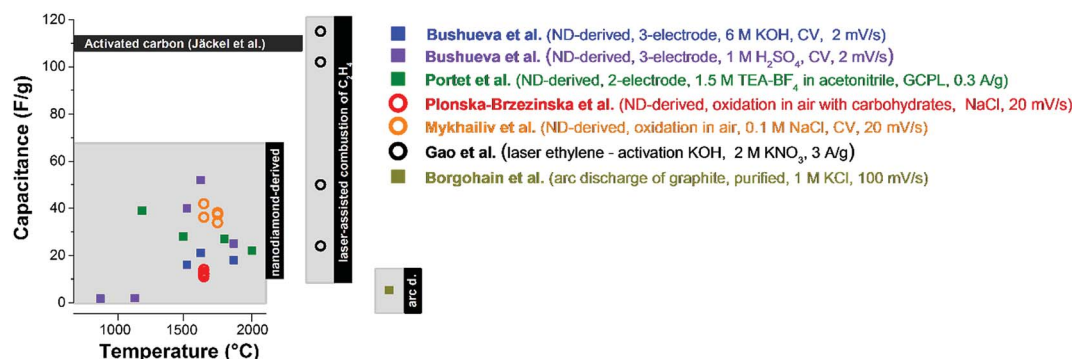 Capacitance (F/g)
120
100
80
60
40
20
0
1000
1500
2000
Temperature (°C)
Activated carbon (Jäckel et al.)
nanodiamond-derived
laser-assisted combustion of C₂H₄
arc d.
Bushueva et al. (ND-derived, 3-electrode, 6 M KOH, CV, 2 mV/s)
Bushueva et al. (ND-derived, 3-electrode, 1 M H₂SO₄, CV, 2 mV/s)
Portet et al. (ND-derived, 2-electrode, 1.5 M TEA-BF₄ in acetonitrile, GCPL, 0.3 A/g)
Plonska-Brzezinska et al. (ND-derived, oxidation in air with carbohydrates, NaCl, 20 mV/s)
Mykhailiv et al. (ND-derived, oxidation in air, 0.1 M NaCl, CV, 20 mV/s)
Gao et al. (laser ethylene - activation KOH, 2 M KNO₃, 3 A/g)
Borgohain et al. (arc discharge of graphite, purified, 1 M KCl, 100 mV/s)